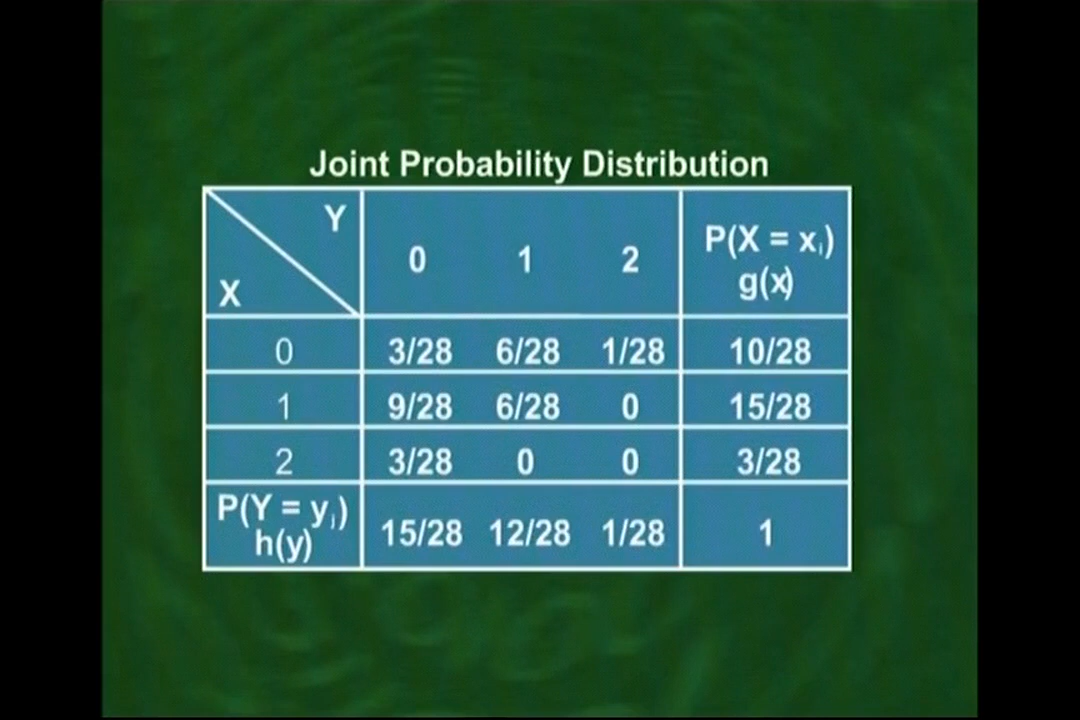 Joint Probability Distribution
Y
X
0 1 2
P(X = xᵢ)
g(x)
0 3/28 6/28 1/28 10/28
1 9/28 6/28 0 15/28
2 3/28 0 0 3/28
P(Y = yⱼ)
h(y)
15/28 12/28 1/28 1